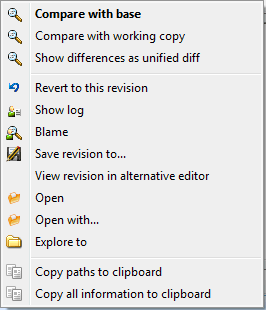 Compare with base
Compare with working copy
Show differences as unified diff
Revert to this revision
Show log
Blame
Save revision to...
View revision in alternative editor
Open
Open with...
Explore to
Copy paths to clipboard
Copy all information to clipboard